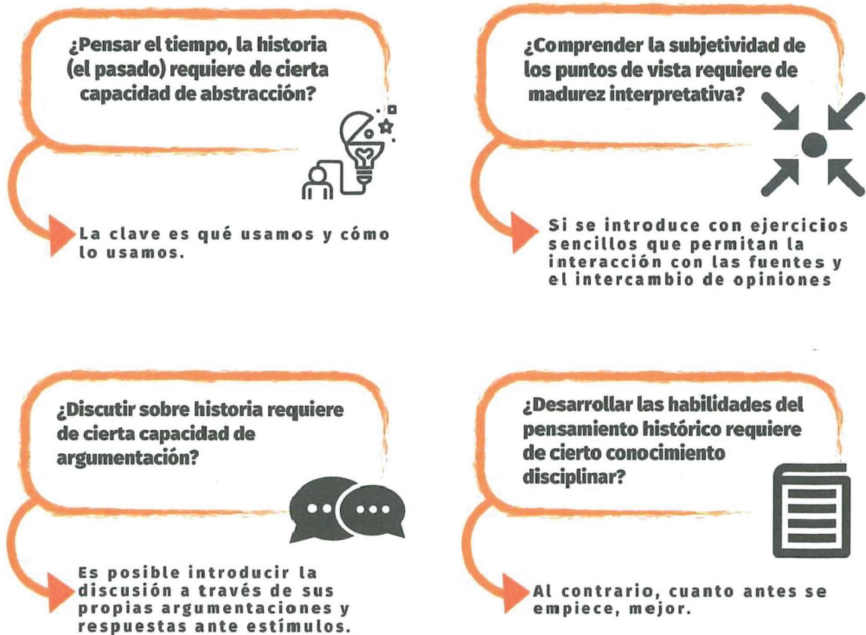 ¿Pensar el tiempo, la historia
(el pasado) requiere de cierta
capacidad de abstracción?
La clave es qué usamos y cómo
lo usamos.
¿Comprender la subjetividad de
los puntos de vista requiere de
madurez interpretativa?
Si se introduce con ejercicios
sencillos que permitan la
interacción con las fuentes y
el intercambio de opiniones
¿Discutir sobre historia requiere
de cierta capacidad de
argumentación?
Es posible introducir la
discusión a través de sus
propias argumentaciones y
respuestas ante estímulos.
¿Desarrollar las habilidades del
pensamiento histórico requiere
de cierto conocimiento
disciplinar?
Al contrario, cuanto antes se
empiece, mejor.